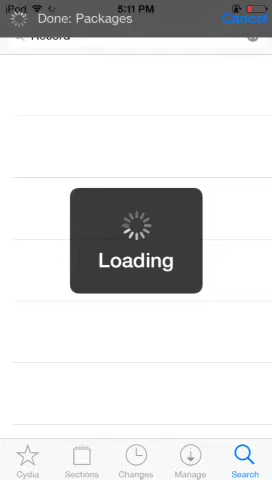 iPod 5:11 PM
Done: Packages Cancel
Record
Loading
Cydia Sections Changes Manage Search